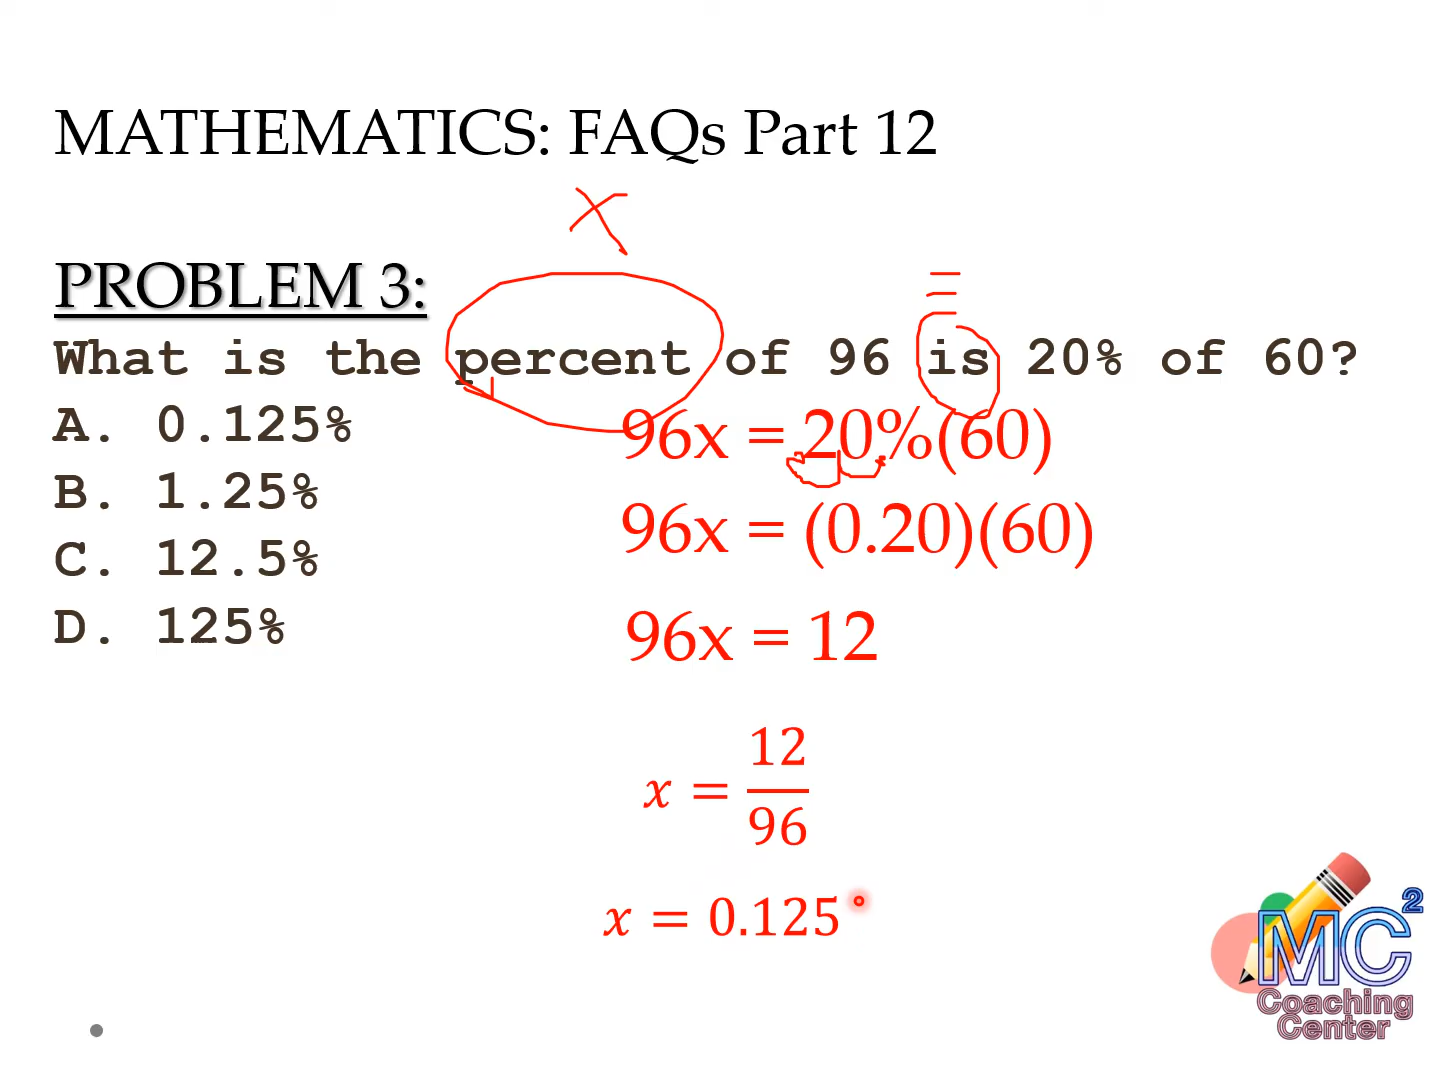 MATHEMATICS: FAQs Part 12
x
=
PROBLEM 3:
What is the percent of 96 is 20% of 60?
A. 0.125%
B. 1.25%
C. 12.5%
D. 125%
96x = 20%(60)
96x = (0.20)(60)
96x = 12
x = 12/96
x = 0.125
MC²
Coaching
Center